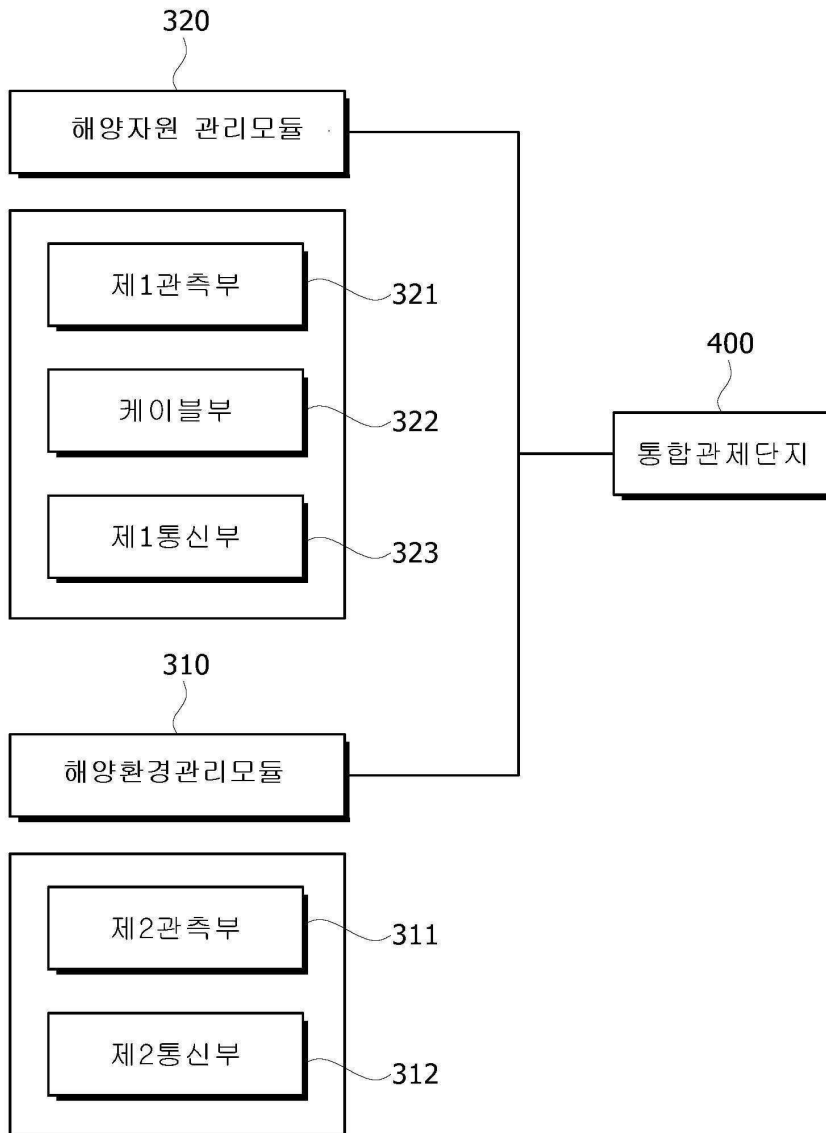 320
해양자원 관리모듈
제1관측부
321
케이블부
322
제1통신부
323
400
통합관제단지
310
해양환경관리모듈
제2관측부
311
제2통신부
312